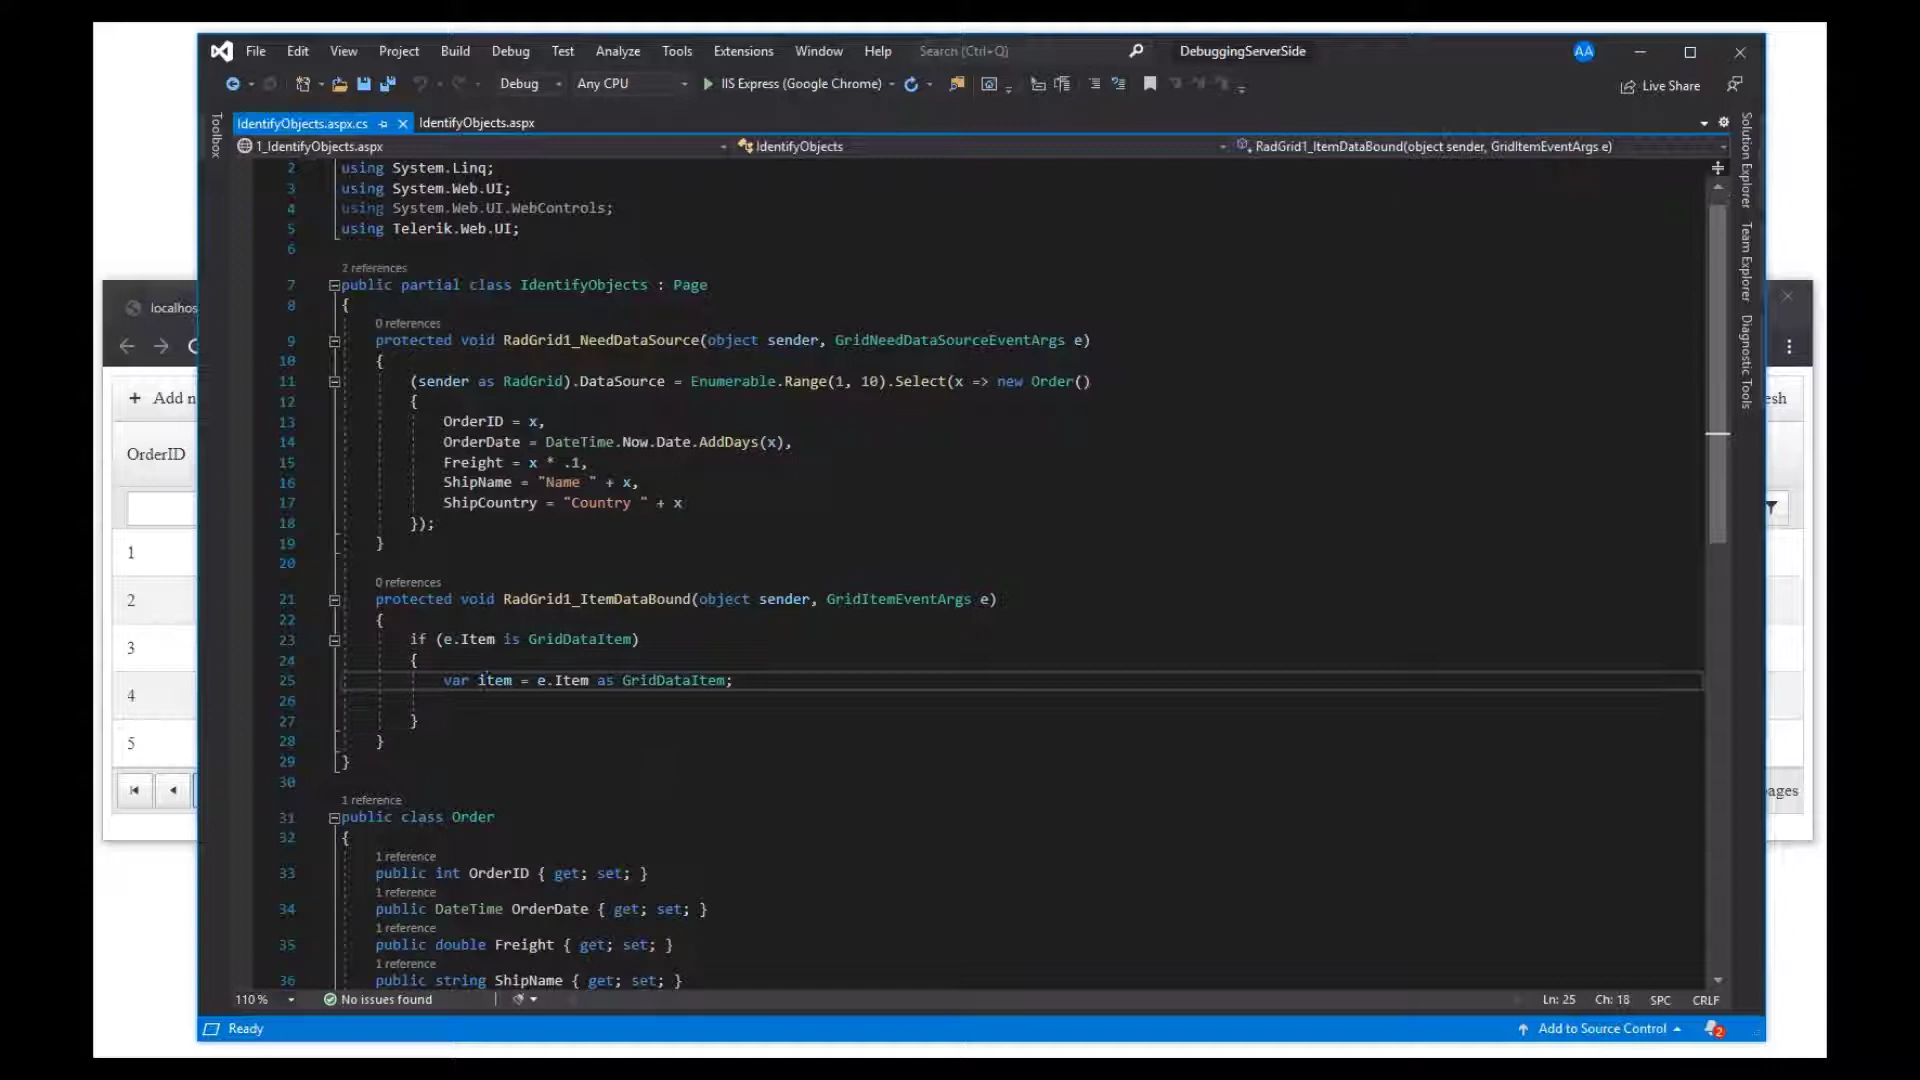 File Edit View Project Build Debug Test Analyze Tools Extensions Window Help Search (Ctrl+Q) DebuggingServerSide AA
Debug Any CPU IIS Express (Google Chrome) Live Share
Toolbox
IdentifyObjects.aspx.cs IdentifyObjects.aspx
1_IdentifyObjects.aspx IdentifyObjects RadGrid1_ItemDataBound(object sender, GridItemEventArgs e)
2 using System.Linq;
3 using System.Web.UI;
4 using System.Web.UI.WebControls;
5 using Telerik.Web.UI;
6
2 references
7 public partial class IdentifyObjects : Page
8 {
0 references
9 protected void RadGrid1_NeedDataSource(object sender, GridNeedDataSourceEventArgs e)
10 {
11 (sender as RadGrid).DataSource = Enumerable.Range(1, 10).Select(x => new Order()
12 {
13 OrderID = x,
14 OrderDate = DateTime.Now.Date.AddDays(x),
15 Freight = x * .1,
16 ShipName = "Name " + x,
17 ShipCountry = "Country " + x
18 });
19 }
20
0 references
21 protected void RadGrid1_ItemDataBound(object sender, GridItemEventArgs e)
22 {
23 if (e.Item is GridDataItem)
24 {
25 var item = e.Item as GridDataItem;
26
27 }
28 }
29 }
30
1 reference
31 public class Order
32 {
1 reference
33 public int OrderID { get; set; }
1 reference
34 public DateTime OrderDate { get; set; }
1 reference
35 public double Freight { get; set; }
1 reference
36 public string ShipName { get; set; }
110 % No issues found Ln: 25 Ch: 18 SPC CRLF
Ready Add to Source Control 2
Solution Explorer
Team Explorer
Diagnostic Tools
localhos
+ Add n
OrderID
1
2
3
4
5
esh
ages